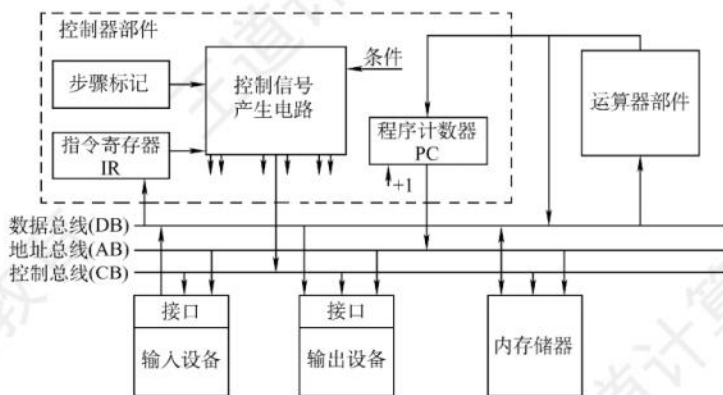 控制器部件
步骤标记
控制信号
产生电路
条件
运算器部件
指令寄存器
IR
程序计数器
PC
+1
数据总线(DB)
地址总线(AB)
控制总线(CB)
接口
输入设备
接口
输出设备
内存储器